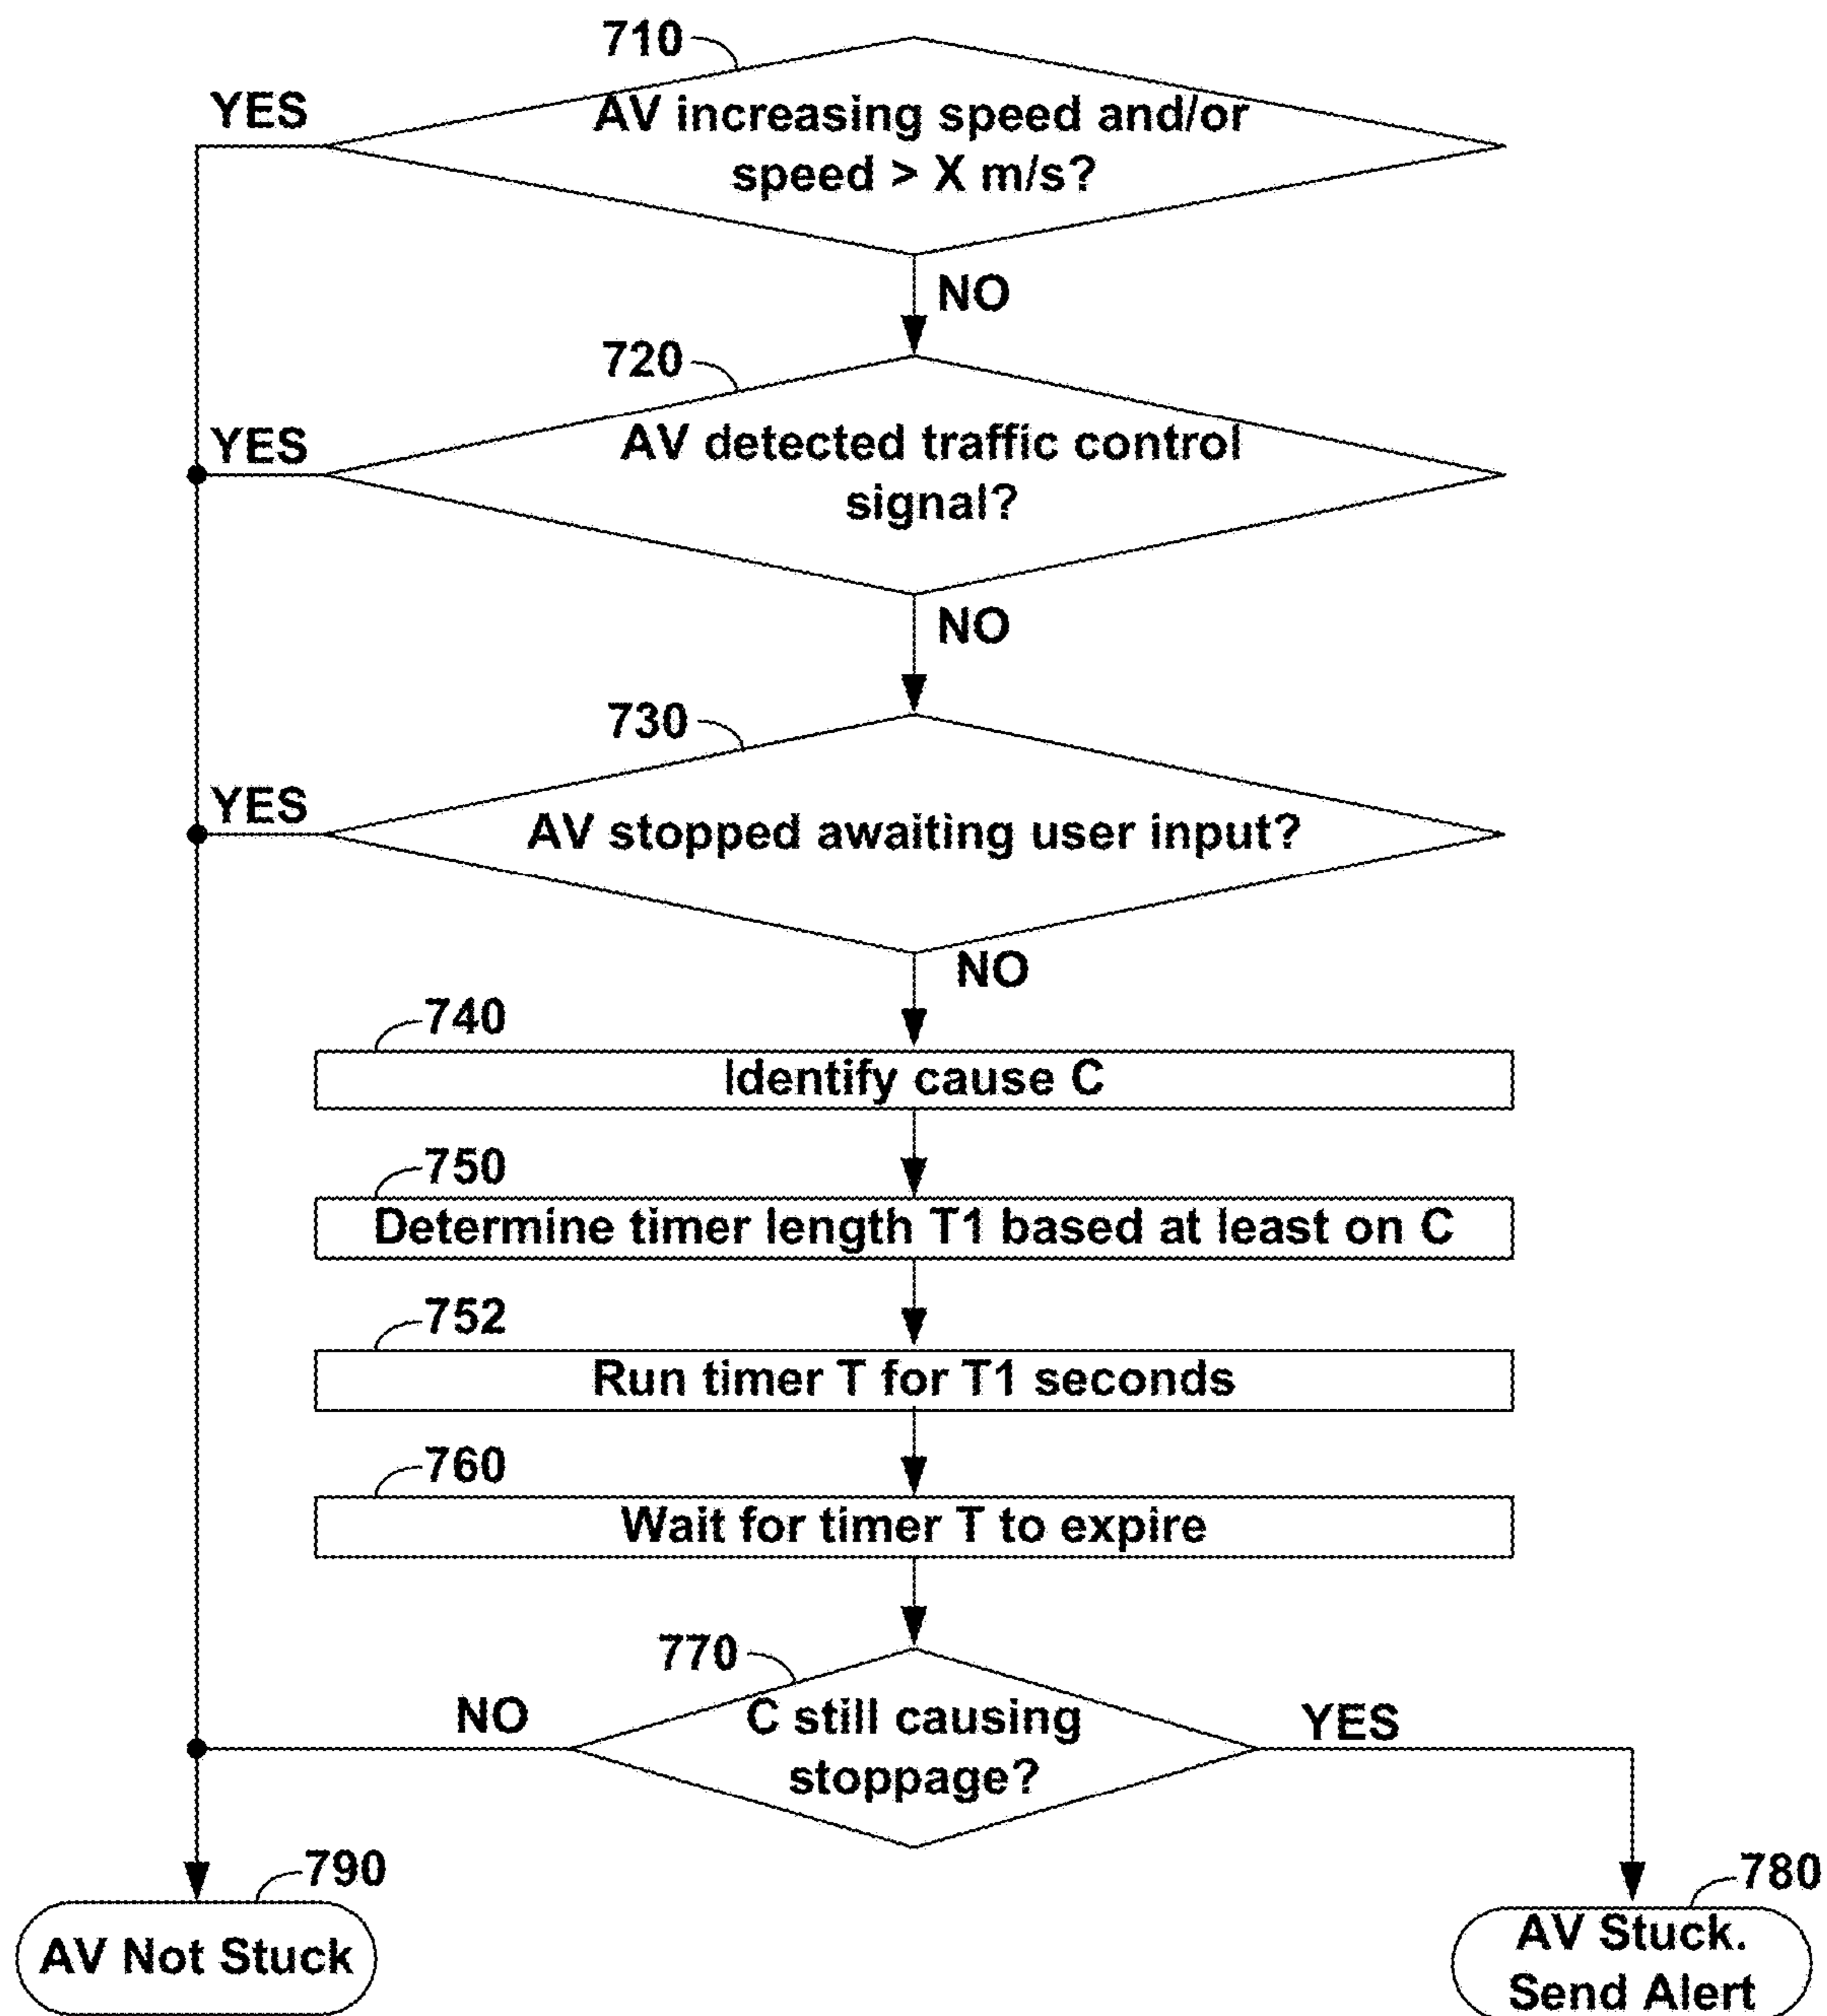 710
YES
AV increasing speed and/or
speed > X m/s?
NO
720
YES
AV detected traffic control
signal?
NO
730
YES
AV stopped awaiting user input?
NO
740
Identify cause C
750
Determine timer length T1 based at least on C
752
Run timer T for T1 seconds
760
Wait for timer T to expire
770
NO
C still causing
stoppage?
YES
790
AV Not Stuck
780
AV Stuck.
Send Alert